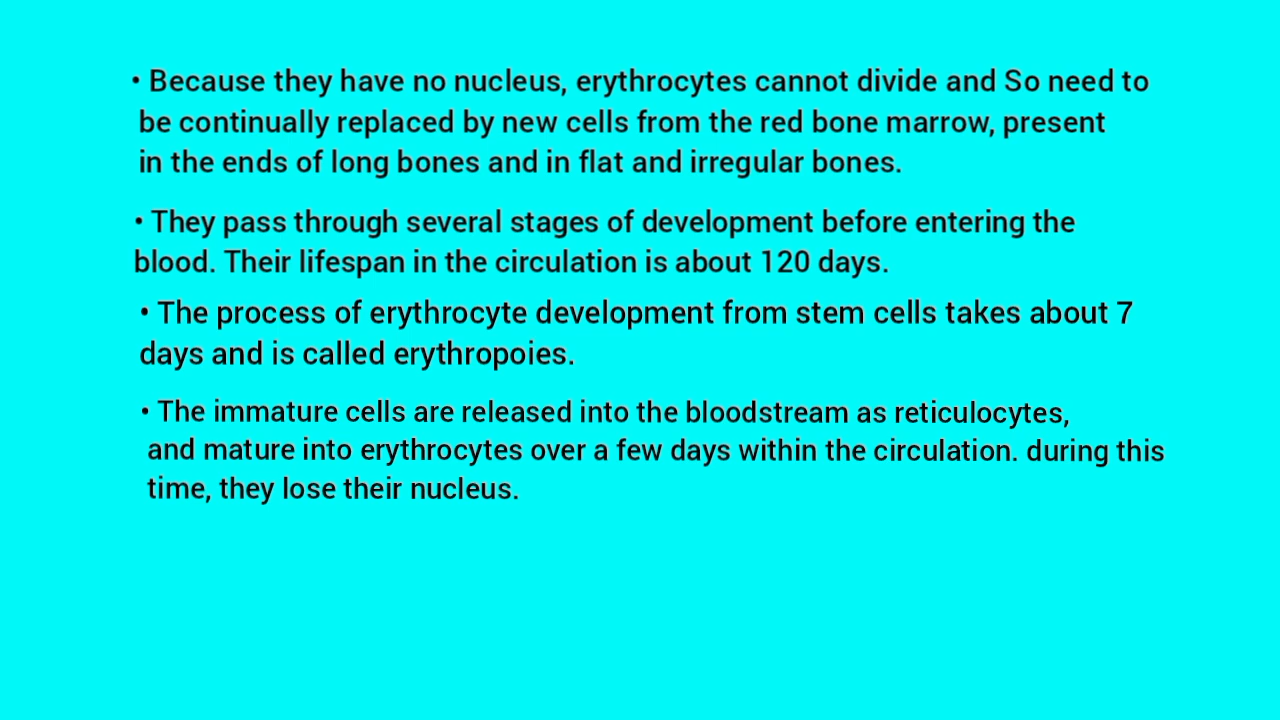 • Because they have no nucleus, erythrocytes cannot divide and So need to
be continually replaced by new cells from the red bone marrow, present
in the ends of long bones and in flat and irregular bones.
• They pass through several stages of development before entering the
blood. Their lifespan in the circulation is about 120 days.
• The process of erythrocyte development from stem cells takes about 7
days and is called erythropoies.
• The immature cells are released into the bloodstream as reticulocytes,
and mature into erythrocytes over a few days within the circulation. during this
time, they lose their nucleus.